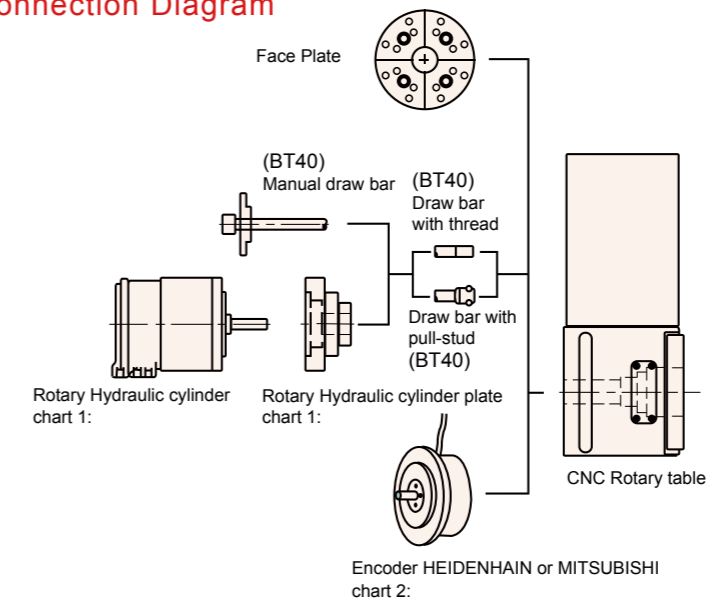 onnection Diagram
Face Plate
(BT40)
Manual draw bar
(BT40)
Draw bar
with thread
Draw bar with
pull-stud
(BT40)
Rotary Hydraulic cylinder
chart 1:
Rotary Hydraulic cylinder plate
chart 1:
CNC Rotary table
Encoder HEIDENHAIN or MITSUBISHI
chart 2: